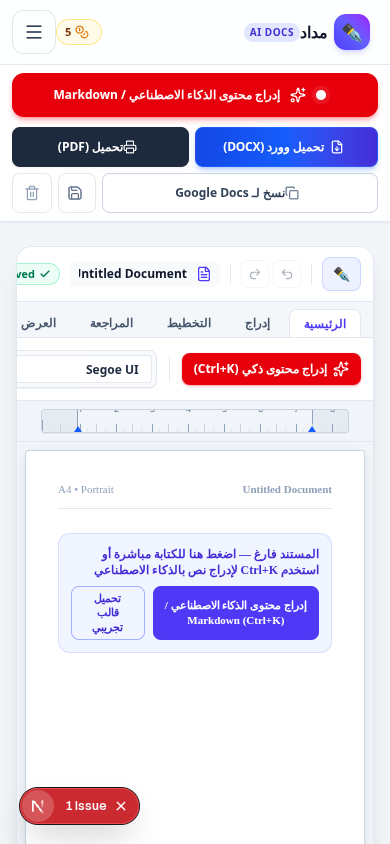 مداد
AI DOCS
5
إدراج محتوى الذكاء الاصطناعي / Markdown
تحميل وورد (DOCX)
تحميل (PDF)
نسخ لـ Google Docs
Untitled Document
ved
الرئيسية
إدراج
التخطيط
المراجعة
العرض
إدراج محتوى ذكي (Ctrl+K)
Segoe UI
Untitled Document
A4 • Portrait
المستند فارغ — اضغط هنا للكتابة مباشرة أو
استخدم Ctrl+K لإدراج نص بالذكاء الاصطناعي
إدراج محتوى الذكاء الاصطناعي /
Markdown (Ctrl+K)
تحميل
قالب
تجريبي
N
1 Issue